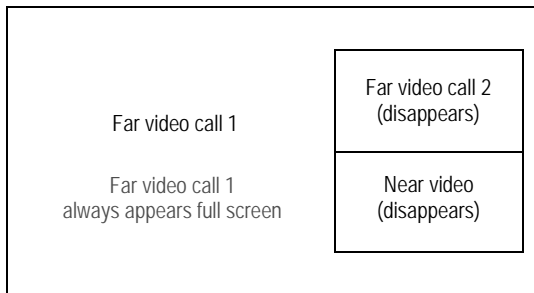 Far video call 1
Far video call 1
always appears full screen
Far video call 2
(disappears)
Near video
(disappears)